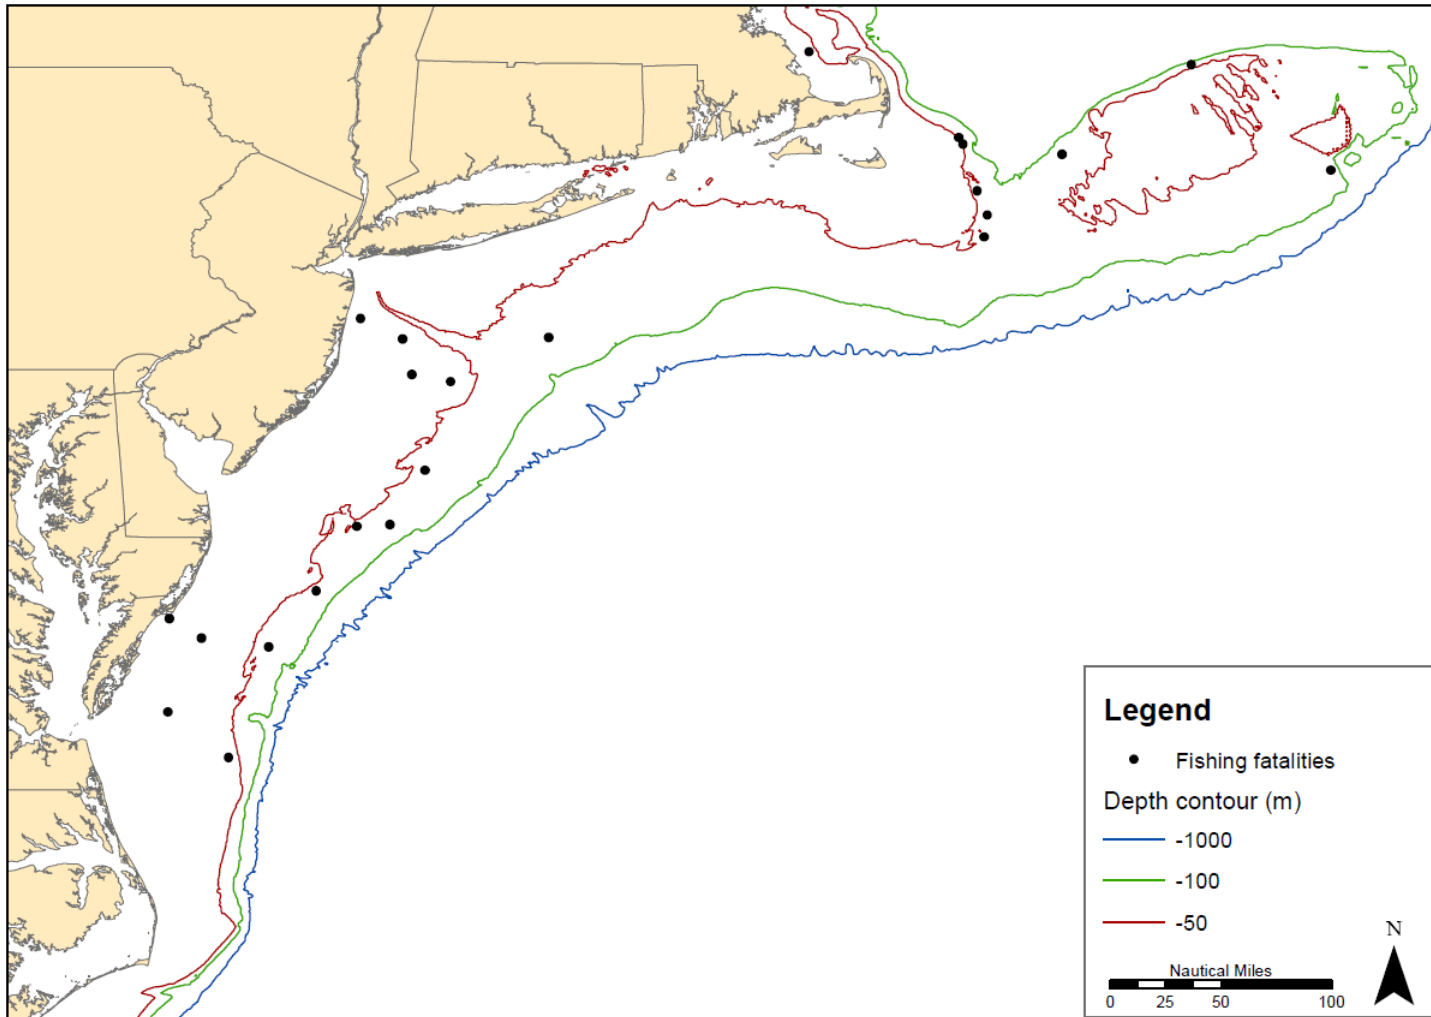 Legend
Fishing fatalities
Depth contour (m)
-1000
-100
-50
N
Nautical Miles
0 25 50 100